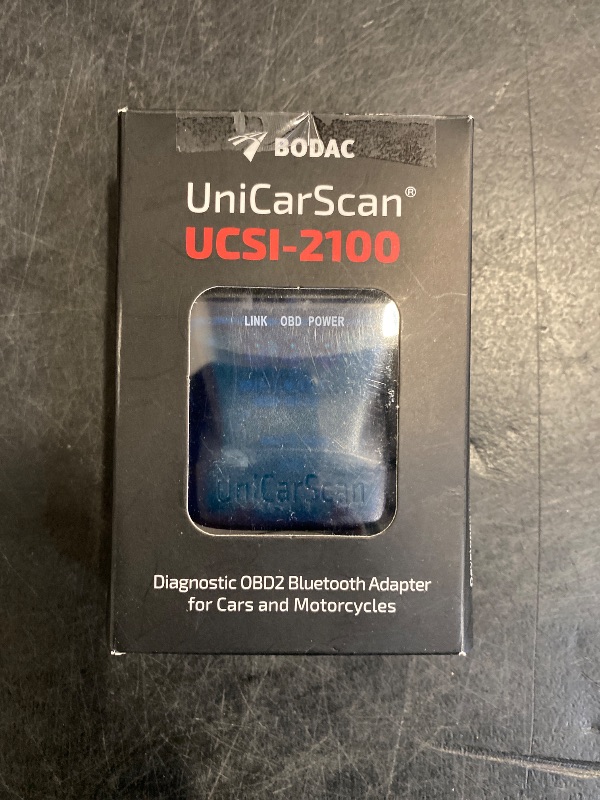 BODAC
UniCarScan®
UCSI-2100
LINK OBD POWER
UniCarScan
Diagnostic OBD2 Bluetooth Adapter
for Cars and Motorcycles